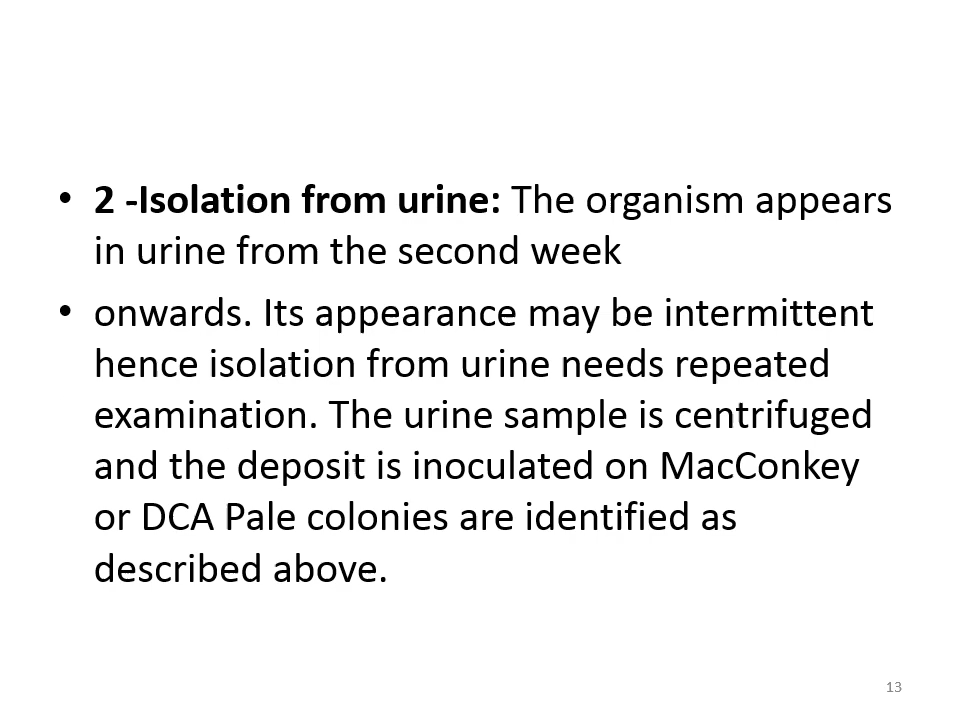 • 2 -Isolation from urine: The organism appears
in urine from the second week
• onwards. Its appearance may be intermittent
hence isolation from urine needs repeated
examination. The urine sample is centrifuged
and the deposit is inoculated on MacConkey
or DCA Pale colonies are identified as
described above.
13